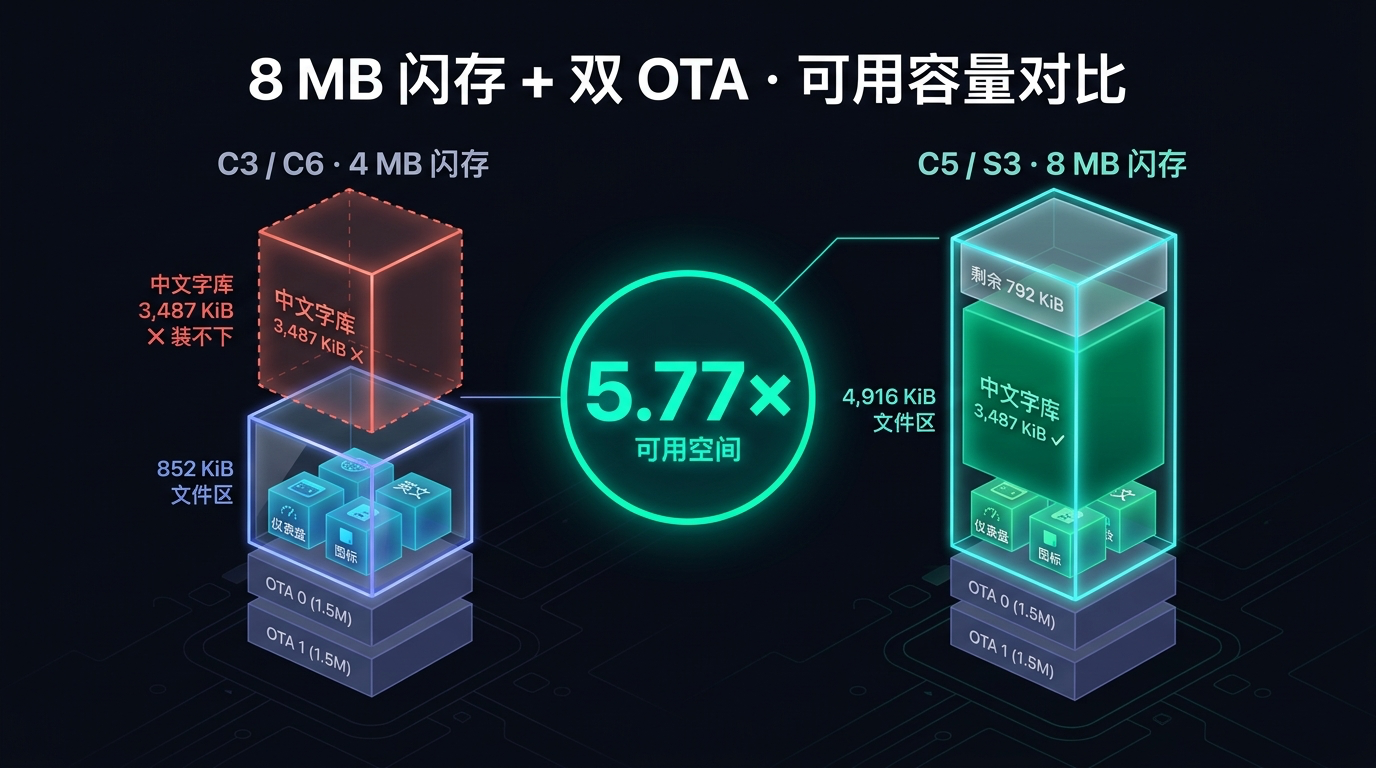 8 MB 闪存 + 双 OTA · 可用容量对比
C3 / C6 · 4 MB 闪存
中文字库
3,487 KiB
✕ 装不下
中文字库
3,487 KiB ✕
852 KiB
文件区
英文
仪表盘
图标
OTA 0 (1.5M)
OTA 1 (1.5M)
5.77×
可用空间
C5 / S3 · 8 MB 闪存
剩余 792 KiB
4,916 KiB
文件区
中文字库
3,487 KiB ✓
文
仪表盘
图标
OTA 0 (1.5M)
OTA 1 (1.5M)